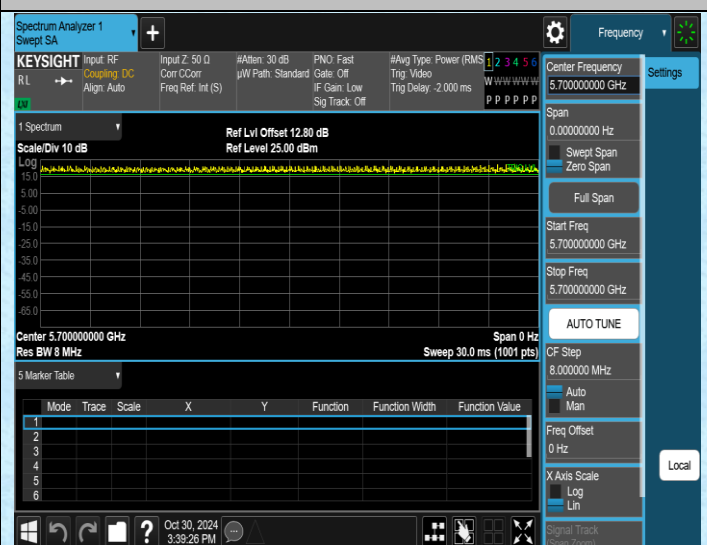 Spectrum Analyzer 1
Swept SA
+
Frequency
KEYSIGHT
RL
LXI
Input: RF
Coupling: DC
Align: Auto
Input Z: 50 Ω
Corr CCorr
Freq Ref: Int (S)
#Atten: 30 dB
µW Path: Standard
PNO: Fast
Gate: Off
IF Gain: Low
Sig Track: Off
#Avg Type: Power (RMS
Trig: Video
Trig Delay: -2.000 ms
1 2 3 4 5 6
W W W W W W
P P P P P P
Center Frequency
5.700000000 GHz
Settings
Span
0.00000000 Hz
Swept Span
Zero Span
Full Span
Start Freq
5.700000000 GHz
Stop Freq
5.700000000 GHz
AUTO TUNE
CF Step
8.000000 MHz
Auto
Man
Freq Offset
0 Hz
X Axis Scale
Log
Lin
Signal Track
(Span Zoom)
Local
1 Spectrum
Scale/Div 10 dB
Ref Lvl Offset 12.80 dB
Ref Level 25.00 dBm
Log
15.0
5.00
-5.00
-15.0
-25.0
-35.0
-45.0
-55.0
-65.0
Center 5.700000000 GHz
Span 0 Hz
Res BW 8 MHz
Sweep 30.0 ms (1001 pts)
5 Marker Table
Mode Trace Scale X Y Function Function Width Function Value
1
2
3
4
5
6
?
Oct 30, 2024
3:39:26 PM